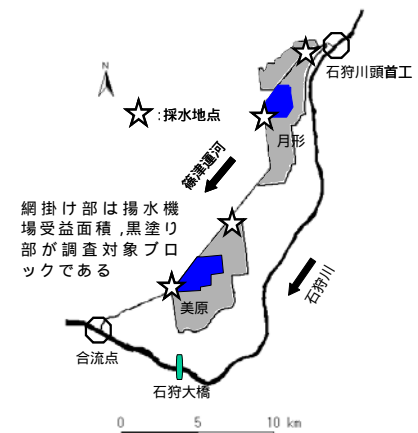 石狩川頭首工
N
:採水地点
月形
篠津運河
網掛け部は揚水機
場受益面積,黒塗り
部が調査対象ブロ
ックである
石狩川
美原
合流点
石狩大橋
0 5 10 km